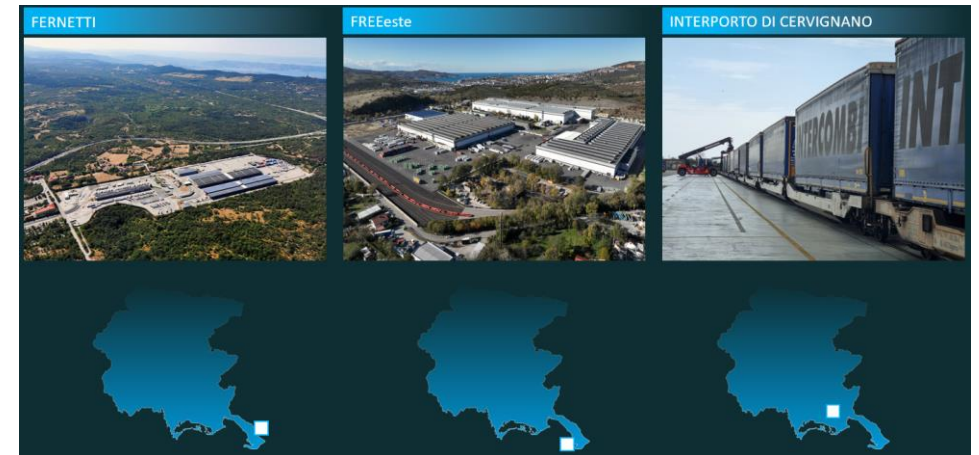 FERNETTI
FREEeste
INTERPORTO DI CERVIGNANO
INTERCOMBI
INT